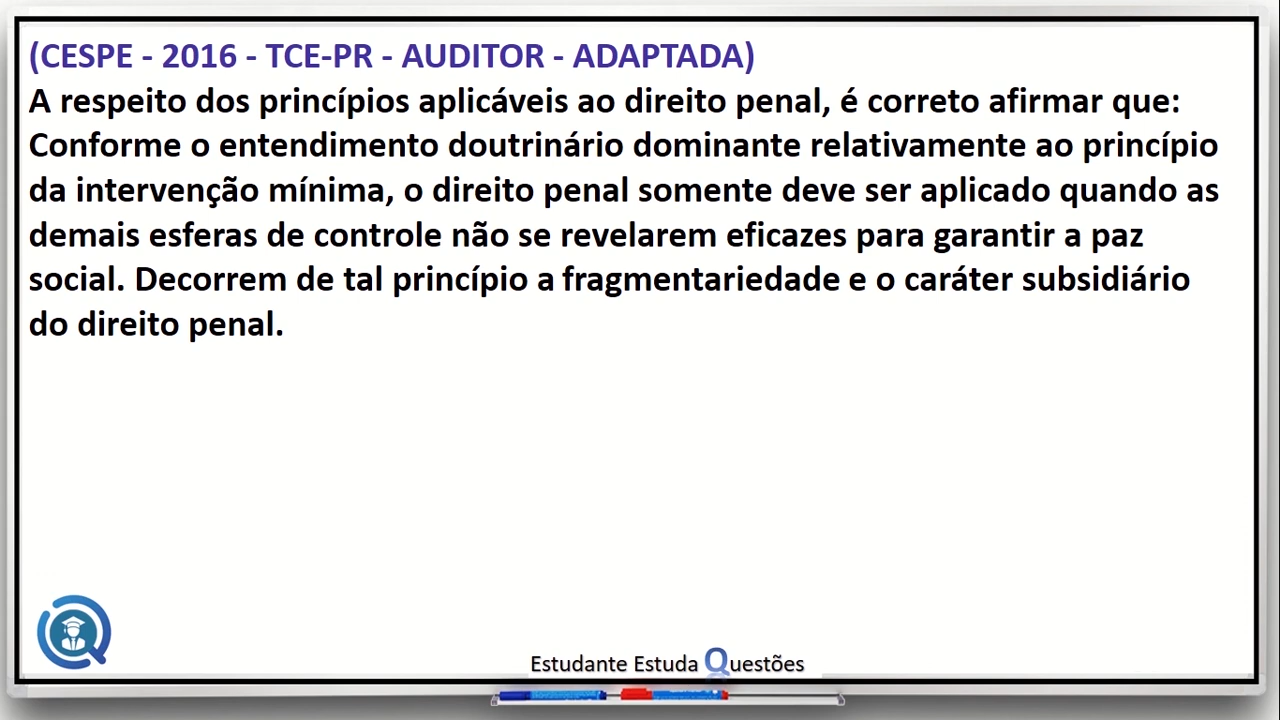 (CESPE - 2016 - TCE-PR - AUDITOR - ADAPTADA)
A respeito dos princípios aplicáveis ao direito penal, é correto afirmar que:
Conforme o entendimento doutrinário dominante relativamente ao princípio
da intervenção mínima, o direito penal somente deve ser aplicado quando as
demais esferas de controle não se revelarem eficazes para garantir a paz
social. Decorrem de tal princípio a fragmentariedade e o caráter subsidiário
do direito penal.
Estudante Estuda Questões